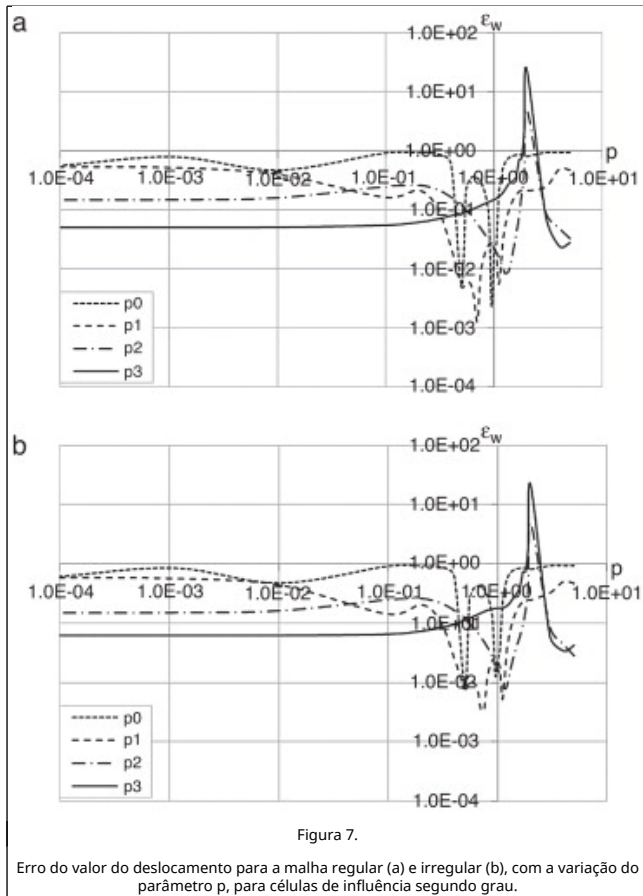 a
εw
1.0E+02
1.0E+01
1.0E+00
p
1.0E-04 1.0E-03 1.0E-02 1.0E-01 1.0E+00 1.0E+01
1.0E-01
1.0E-02
1.0E-03
1.0E-04
p0
p1
p2
p3
b
εw
1.0E+02
1.0E+01
1.0E+00
p
1.0E-04 1.0E-03 1.0E-02 1.0E-01 1.0E+00 1.0E+01
1.0E-01
1.0E-02
1.0E-03
1.0E-04
p0
p1
p2
p3
Figura 7.
Erro do valor do deslocamento para a malha regular (a) e irregular (b), com a variação do
parâmetro p, para células de influência segundo grau.